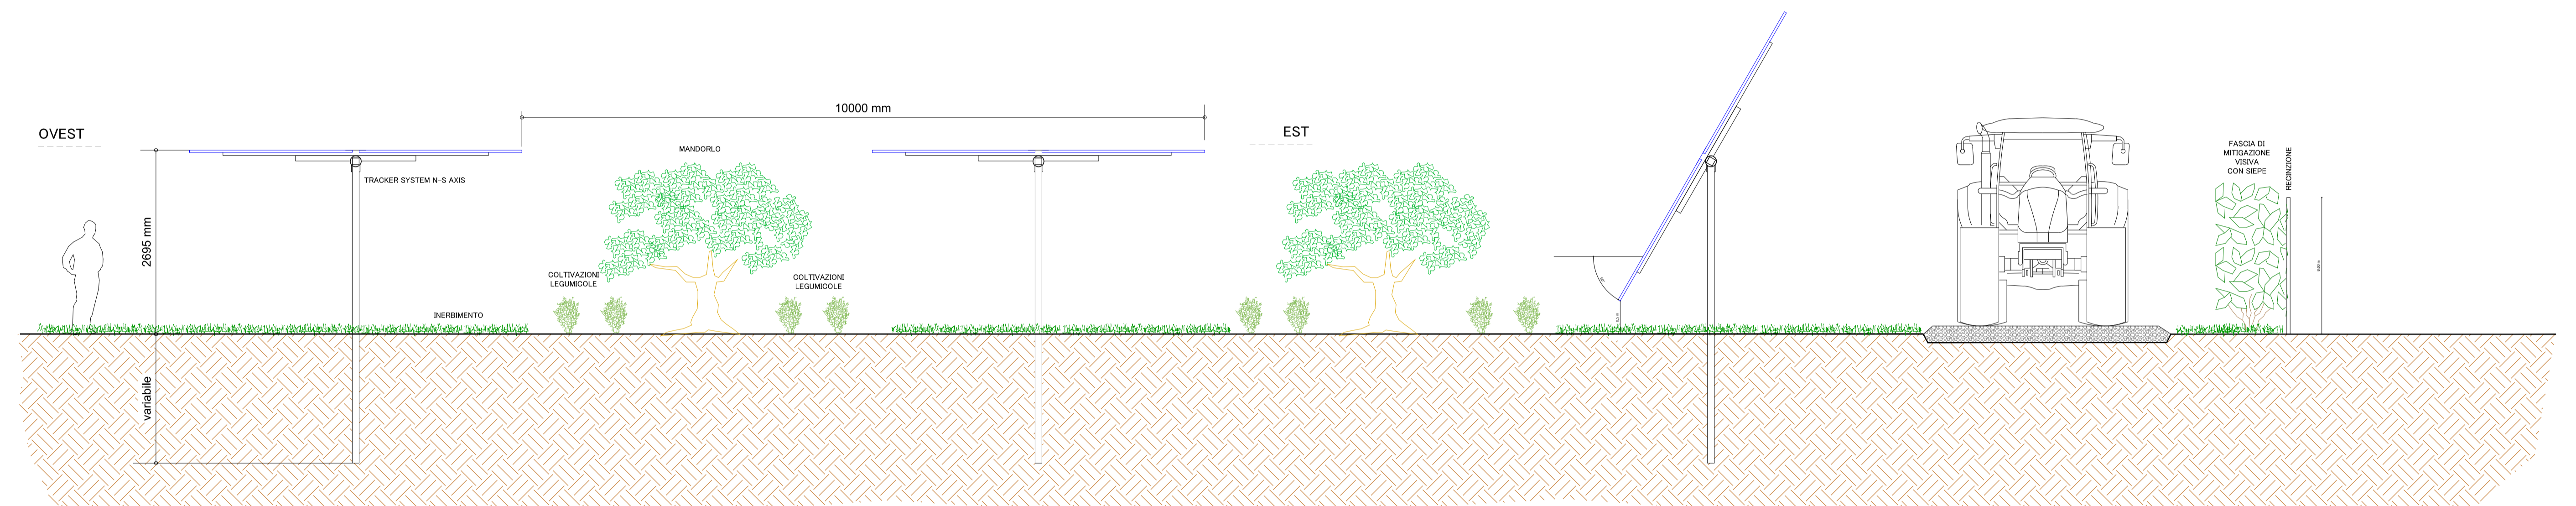 OVEST
10000 mm
EST
MANDORLO
TRACKER SYSTEM N-S AXIS
2695 mm
COLTIVAZIONI
LEGUMICOLE
COLTIVAZIONI
LEGUMICOLE
INERBIMENTO
variabile
FASCIA DI
MITIGAZIONE
VISIVA
CON SIEPE
RECINZIONE